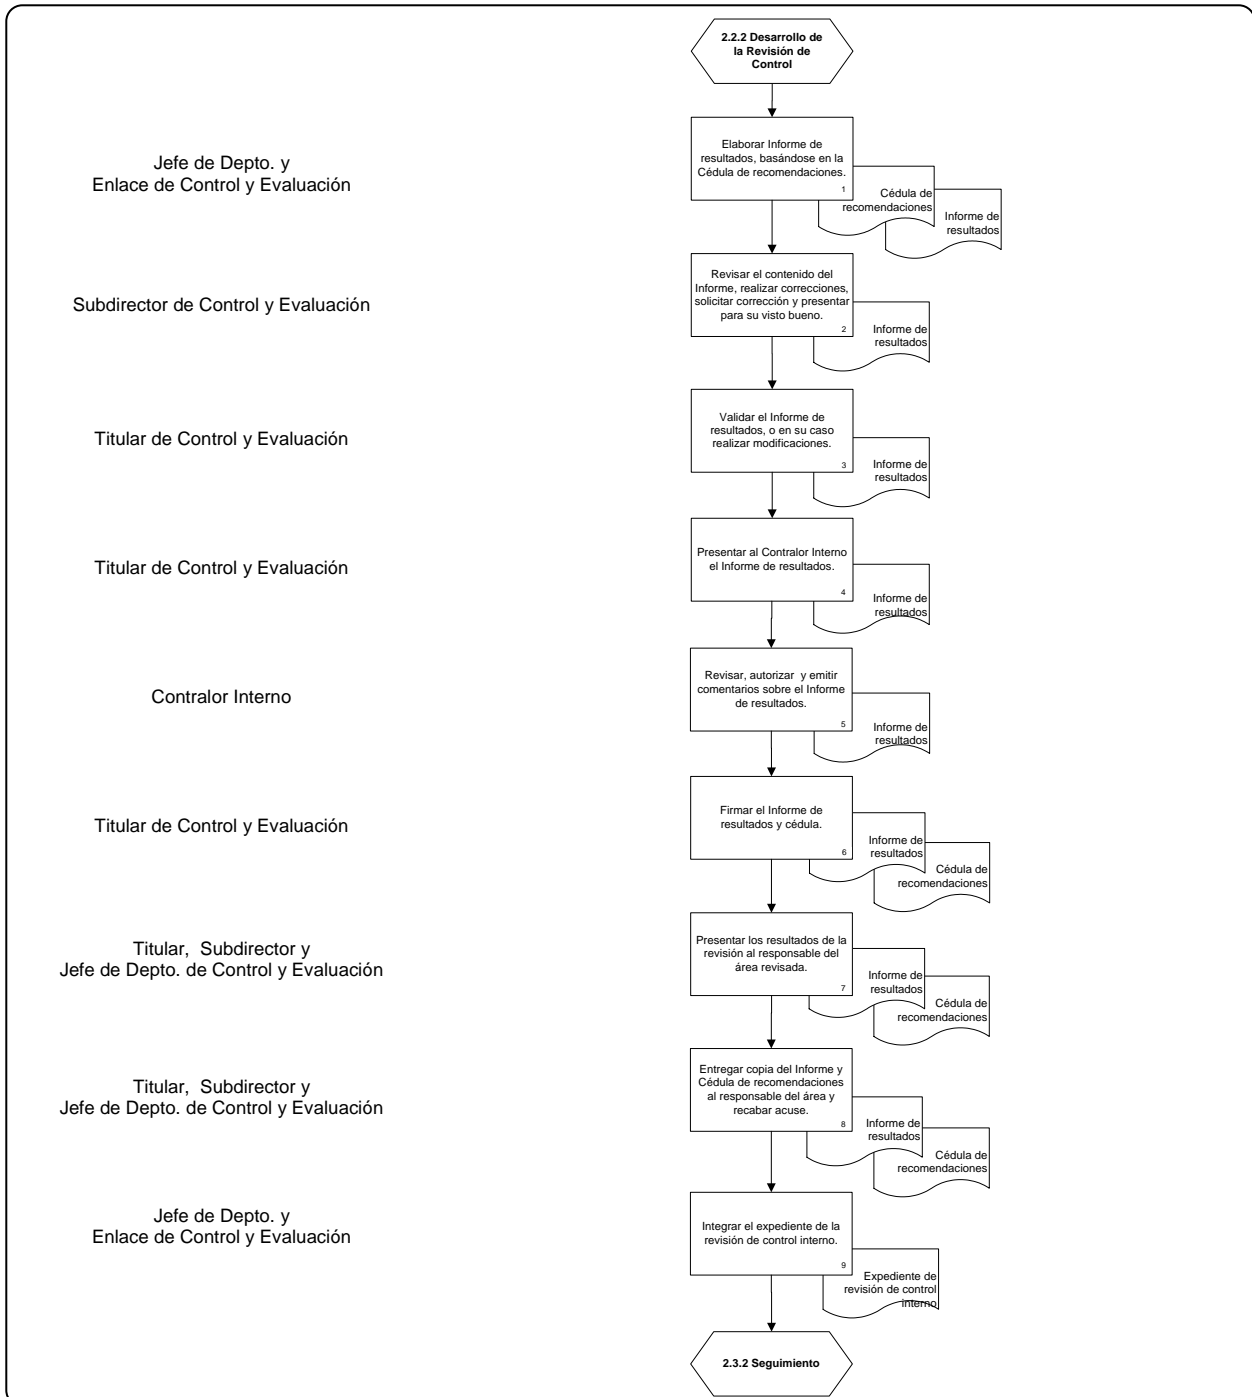 2.2.2 Desarrollo de
la Revisión de
Control
Jefe de Depto. y
Enlace de Control y Evaluación
Elaborar Informe de
resultados, basándose en la
Cédula de recomendaciones.
1
Cédula de
recomendaciones
Informe de
resultados
Subdirector de Control y Evaluación
Revisar el contenido del
Informe, realizar correcciones,
solicitar corrección y presentar
para su visto bueno.
2
Informe de
resultados
Titular de Control y Evaluación
Validar el Informe de
resultados, o en su caso
realizar modificaciones.
3
Informe de
resultados
Titular de Control y Evaluación
Presentar al Contralor Interno
el Informe de resultados.
4
Informe de
resultados
Contralor Interno
Revisar, autorizar y emitir
comentarios sobre el Informe
de resultados.
5
Informe de
resultados
Titular de Control y Evaluación
Firmar el Informe de
resultados y cédula.
6
Informe de
resultados
Cédula de
recomendaciones
Titular, Subdirector y
Jefe de Depto. de Control y Evaluación
Presentar los resultados de la
revisión al responsable del
área revisada.
7
Informe de
resultados
Cédula de
recomendaciones
Titular, Subdirector y
Jefe de Depto. de Control y Evaluación
Entregar copia del Informe y
Cédula de recomendaciones
al responsable del área y
recabar acuse.
8
Informe de
resultados
Cédula de
recomendaciones
Jefe de Depto. y
Enlace de Control y Evaluación
Integrar el expediente de la
revisión de control interno.
9
Expediente de
revisión de control
interno
2.3.2 Seguimiento